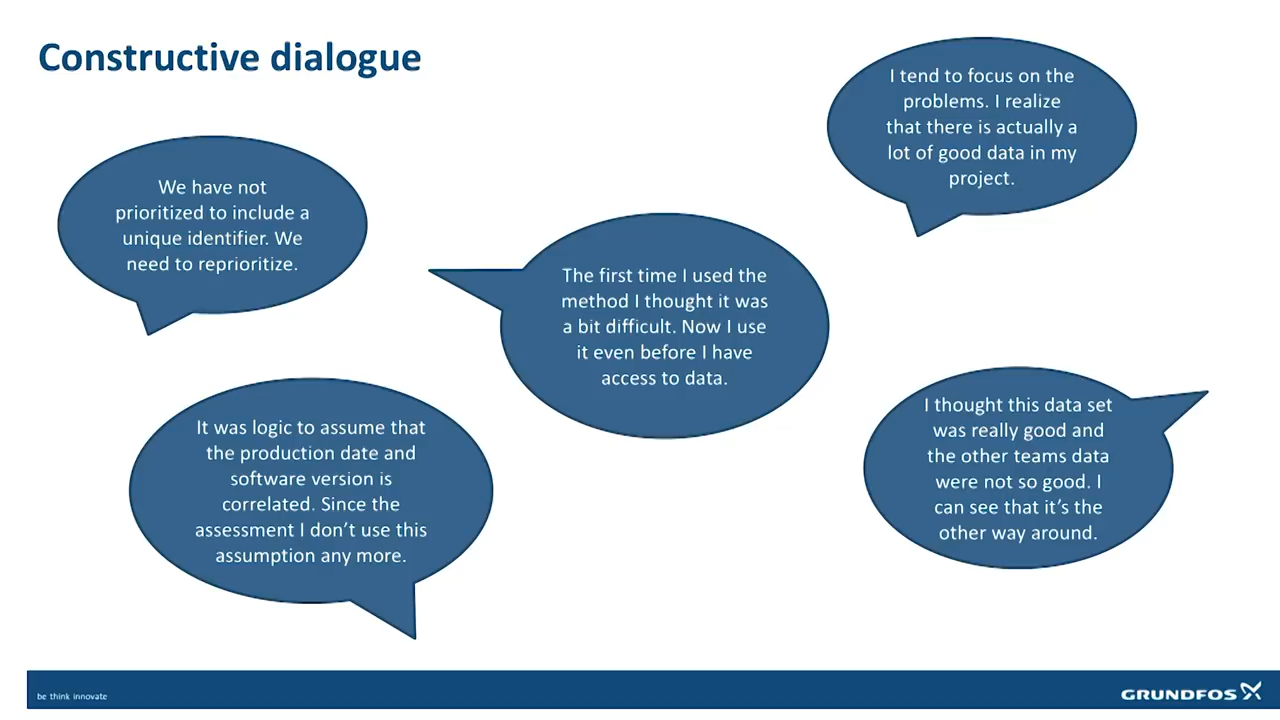 Constructive dialogue
I tend to focus on the
problems. I realize
that there is actually a
lot of good data in my
project.
We have not
prioritized to include a
unique identifier. We
need to reprioritize.
The first time I used the
method I thought it was
a bit difficult. Now I use
it even before I have
access to data.
It was logic to assume that
the production date and
software version is
correlated. Since the
assessment I don’t use this
assumption any more.
I thought this data set
was really good and
the other teams data
were not so good. I
can see that it’s the
other way around.
be think innovate
GRUNDFOS